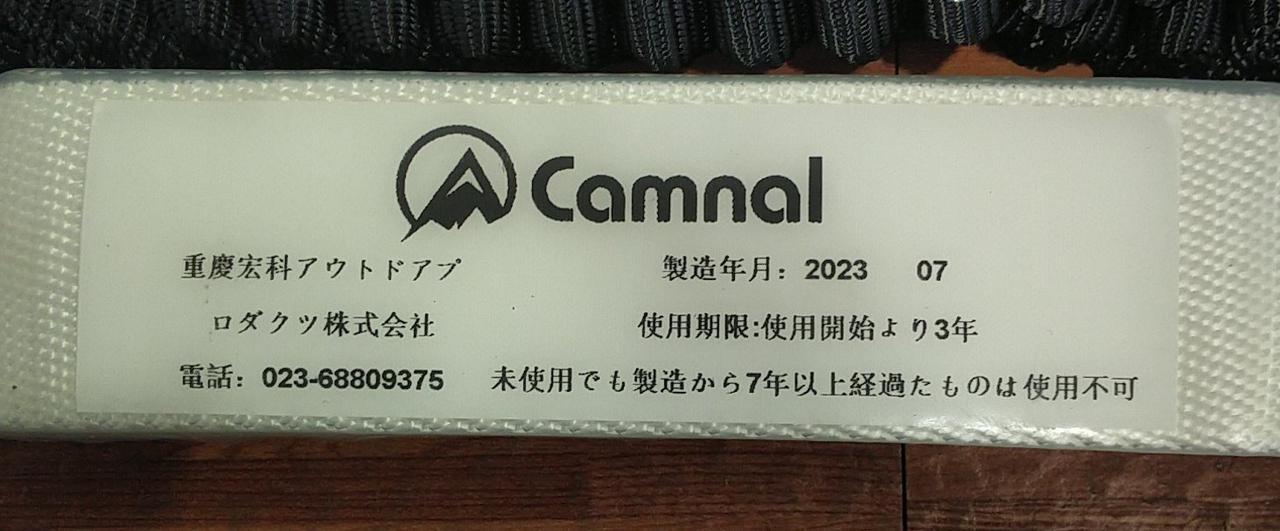 Camnal
重慶宏科アウトドアプ
ロダクツ株式会社
電話：023-68809375
製造年月：2023 07
使用期限:使用開始より3年
未使用でも製造から7年以上経過たものは使用不可